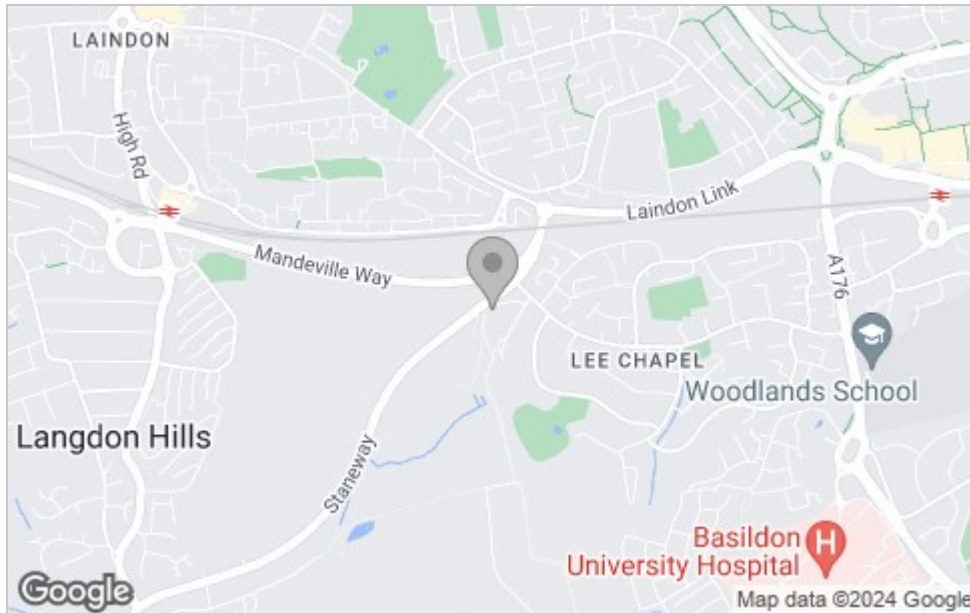 LAINDON
High Rd
Laindon Link
Mandeville Way
A176
LEE CHAPEL
Woodlands School
Langdon Hills
Staneway
Basildon
University Hospital
H
Google
Map data ©2024 Google